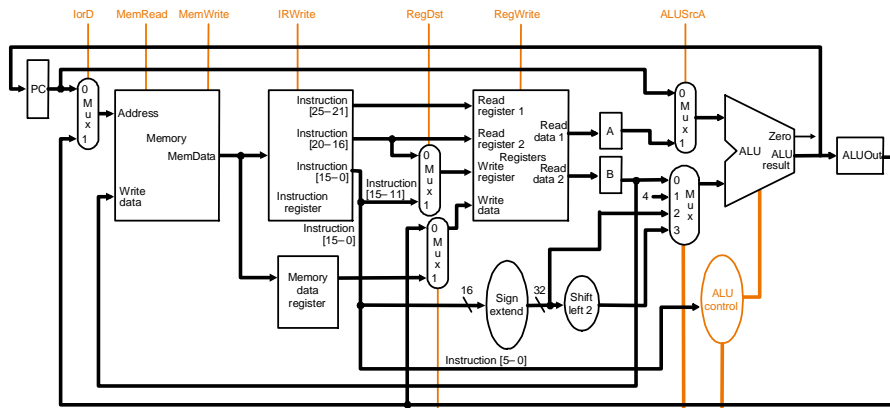 IorD
MemRead
MemWrite
IRWrite
RegDst
RegWrite
ALUSrcA
PC
0
M
u
x
1
Address
Memory
MemData
Write
data
Instruction
[25–21]
Instruction
[20–16]
Instruction
[15–0]
Instruction
register
Instruction
[15–0]
Instruction
[15–11]
Memory
data
register
0
M
u
x
1
0
M
u
x
1
Read
register 1
Read
register 2
Registers
Write
register
Write
data
Read
data 1
Read
data 2
A
B
4
0
M
u
x
1
0
1
2
3
M
u
x
Zero
ALU
ALU
result
ALUOut
16
Sign
extend
32
Shift
left 2
ALU
control
Instruction [5–0]